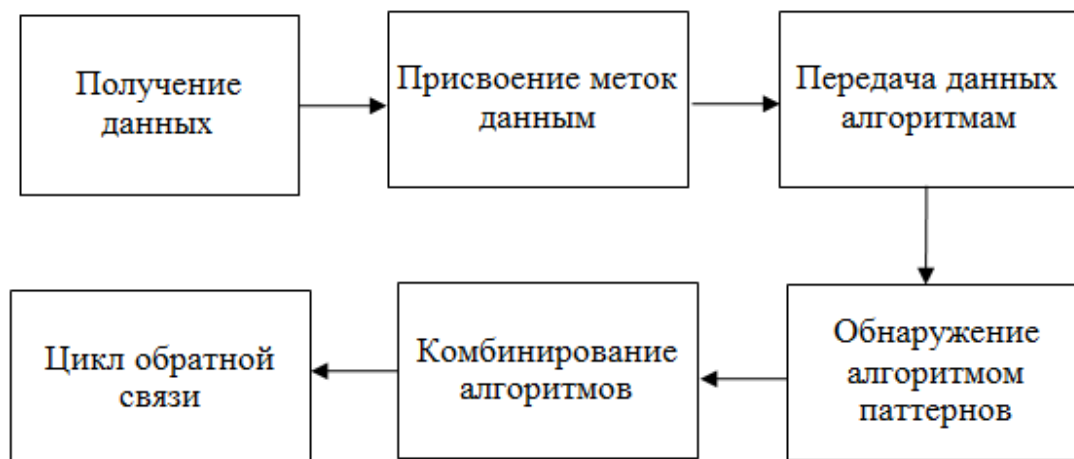 Получение
данных
Присвоение меток
данным
Передача данных
алгоритмам
Обнаружение
алгоритмом
паттернов
Комбинирование
алгоритмов
Цикл обратной
связи